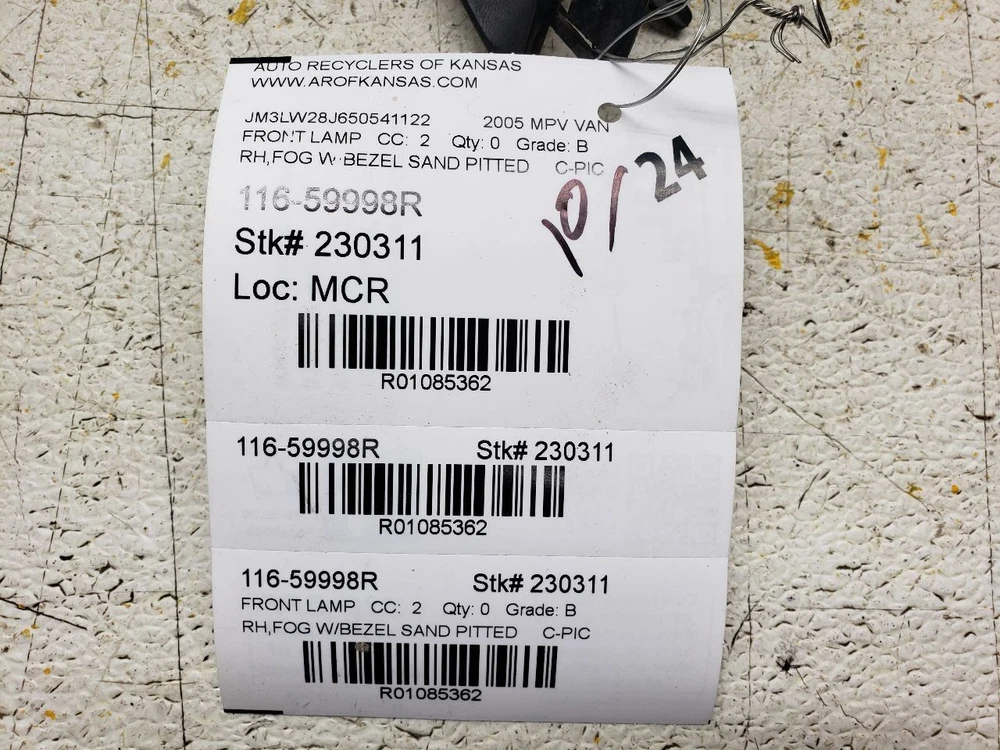 AUTO RECYCLERS OF KANSAS
WWW.AROFKANSAS.COM
JM3LW28J650541122 2005 MPV VAN
FRONT LAMP CC: 2 Qty: 0 Grade: B
RH,FOG W/BEZEL SAND PITTED C-PIC
10/24
116-59998R
Stk# 230311
Loc: MCR
R01085362
116-59998R Stk# 230311
R01085362
116-59998R Stk# 230311
FRONT LAMP CC: 2 Qty: 0 Grade: B
RH,FOG W/BEZEL SAND PITTED C-PIC
R01085362